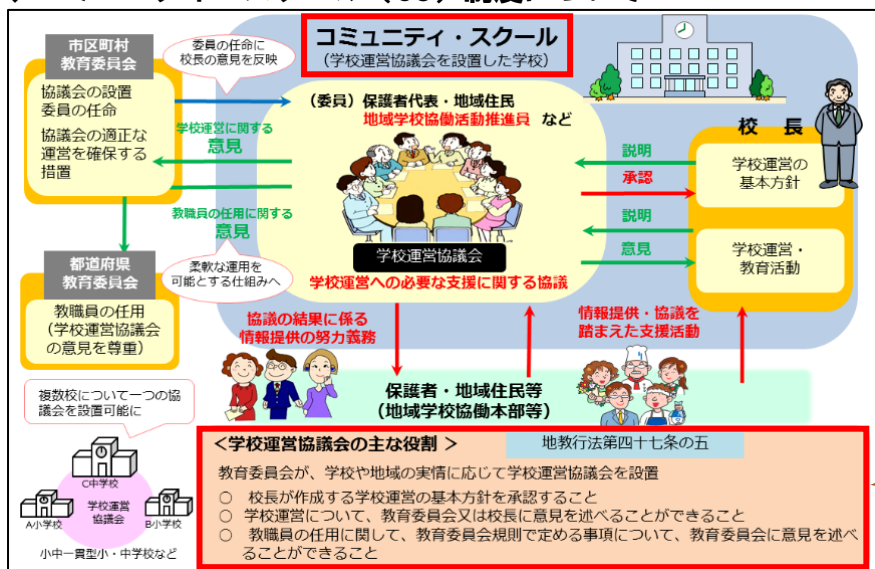 コミュニティ・スクール
（学校運営協議会を設置した学校）
市区町村
教育委員会
協議会の設置
委員の任命
協議会の適正な
運営を確保する
措置
委員の任命に
校長の意見を反映
学校運営に関する
意見
教職員の任用に関する
意見
柔軟な運用を
可能とする仕組みへ
都道府県
教育委員会
教職員の任用
（学校運営協議会
の意見を尊重）
（委員）保護者代表・地域住民
地域学校協働活動推進員 など
学校運営協議会
学校運営への必要な支援に関する協議
校 長
説明
承認
学校運営の
基本方針
説明
意見
学校運営・
教育活動
協議の結果に係る
情報提供の努力義務
情報提供・協議を
踏まえた支援活動
保護者・地域住民等
（地域学校協働本部等）
複数校について一つの協
議会を設置可能に
C中学校
学校運営
協議会
A小学校
B小学校
小中一貫型小・中学校など
＜学校運営協議会の主な役割 ＞
地教行法第四十七条の五
教育委員会が、学校や地域の実情に応じて学校運営協議会を設置
○ 校長が作成する学校運営の基本方針を承認すること
○ 学校運営について、教育委員会又は校長に意見を述べることができること
○ 教職員の任用に関して、教育委員会規則で定める事項について、教育委員会に意見を述べ
ることができること